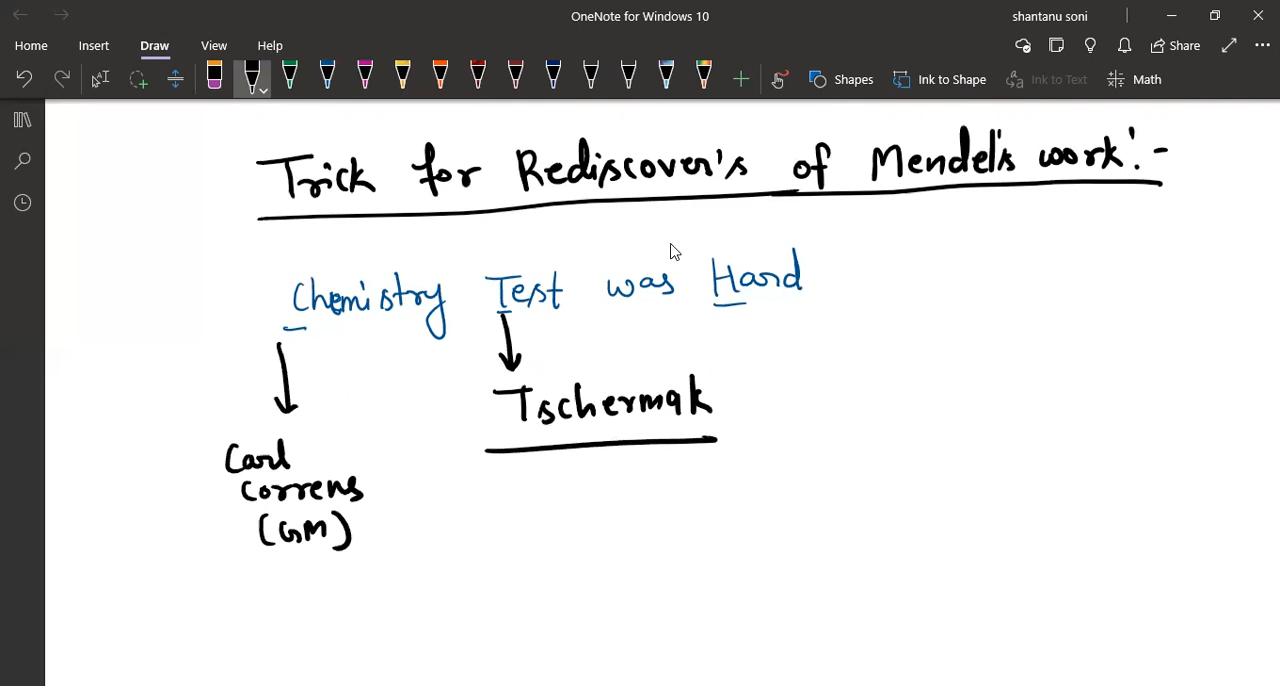 OneNote for Windows 10
shantanu soni
Home Insert Draw View Help
Share
Shapes Ink to Shape Ink to Text Math
Trick for Rediscover's of Mendel's work:-
Chemistry Test was Hard
Tschermak
Carl
Correns
(GM)